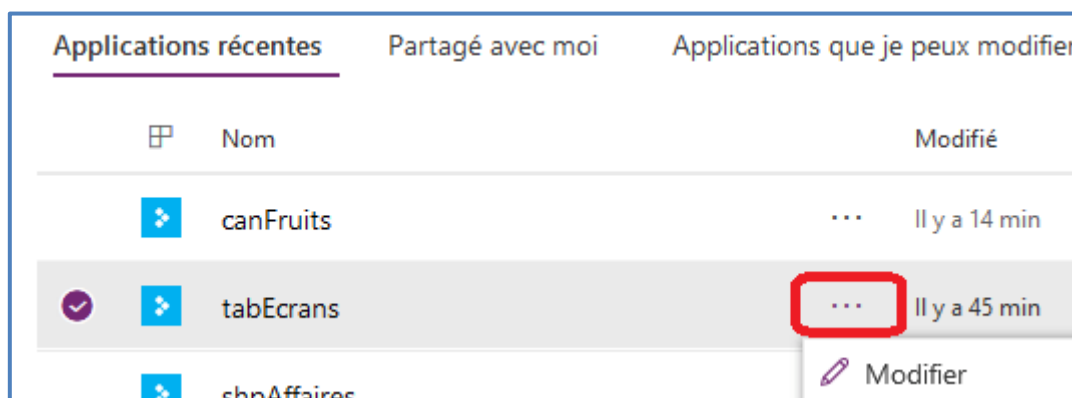 Applications récentes Partagé avec moi Applications que je peux modifier
Nom Modifié
canFruits ... Il y a 14 min
tabEcrans ... Il y a 45 min
shpAffaires Modifier